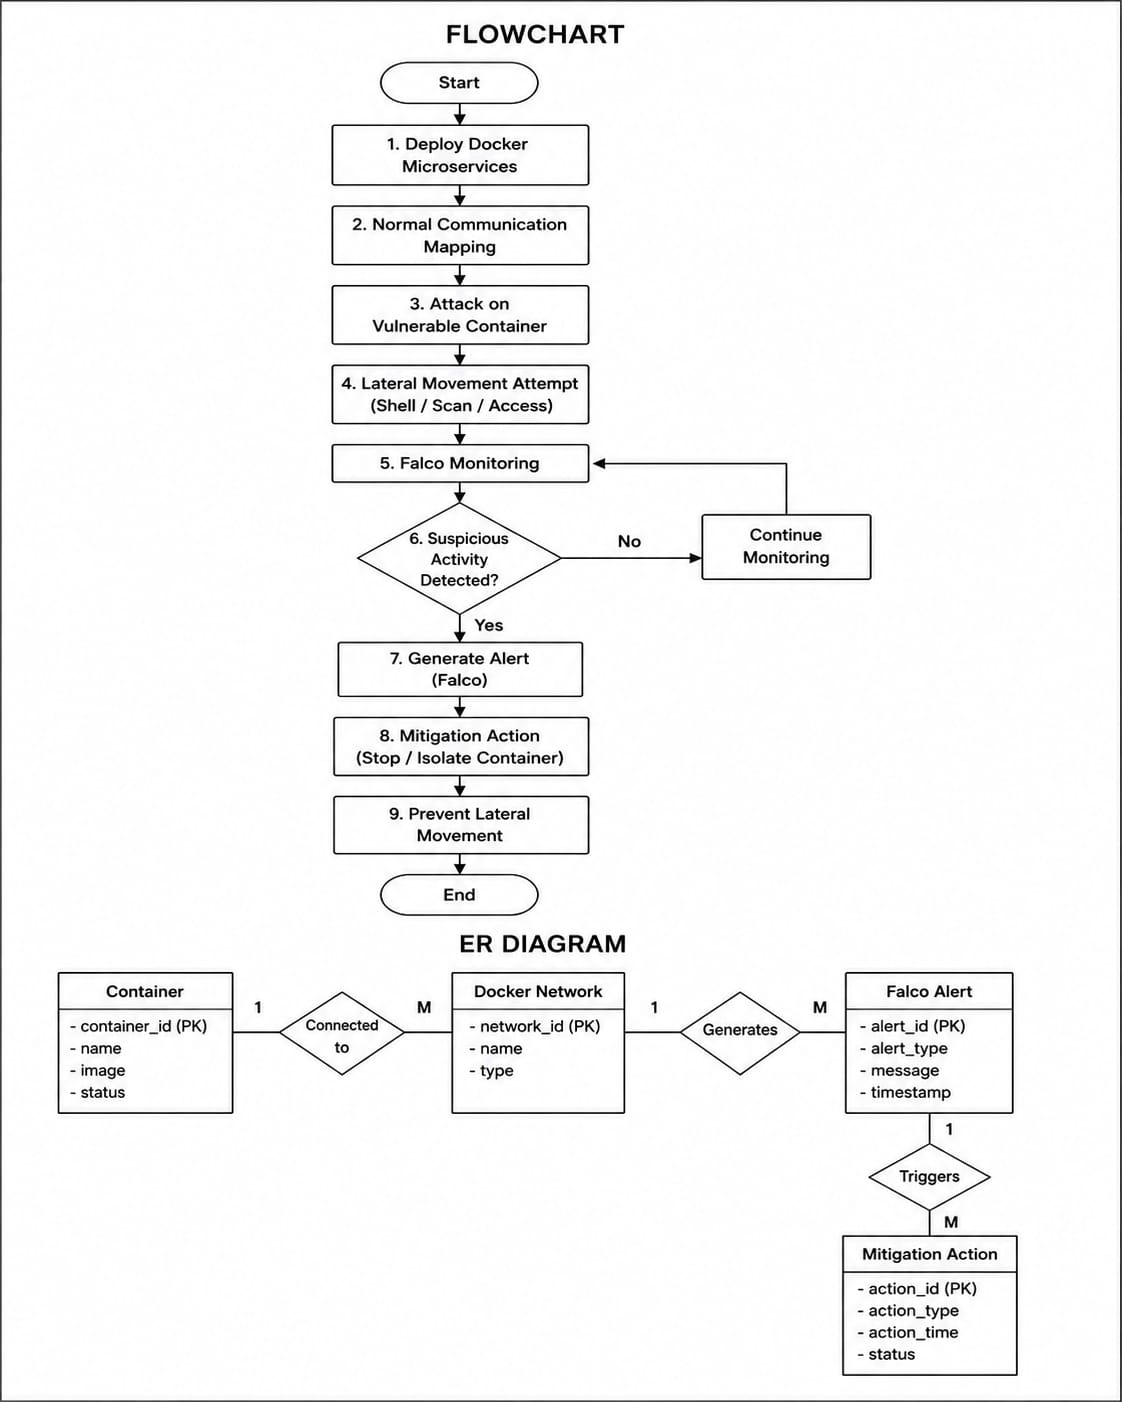 FLOWCHART
Start
1. Deploy Docker
Microservices
2. Normal Communication
Mapping
3. Attack on
Vulnerable Container
4. Lateral Movement Attempt
(Shell / Scan / Access)
5. Falco Monitoring
6. Suspicious
Activity
Detected?
No
Continue
Monitoring
Yes
7. Generate Alert
(Falco)
8. Mitigation Action
(Stop / Isolate Container)
9. Prevent Lateral
Movement
End
ER DIAGRAM
Container
- container_id (PK)
- name
- image
- status
1
Connected
to
M
Docker Network
- network_id (PK)
- name
- type
1
Generates
M
Falco Alert
- alert_id (PK)
- alert_type
- message
- timestamp
1
Triggers
M
Mitigation Action
- action_id (PK)
- action_type
- action_time
- status